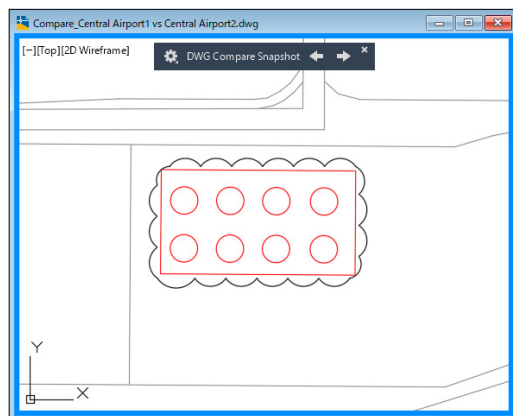 Compare_Central Airport1 vs Central Airport2.dwg
[−][Top][2D Wireframe]
DWG Compare Snapshot
Y
X